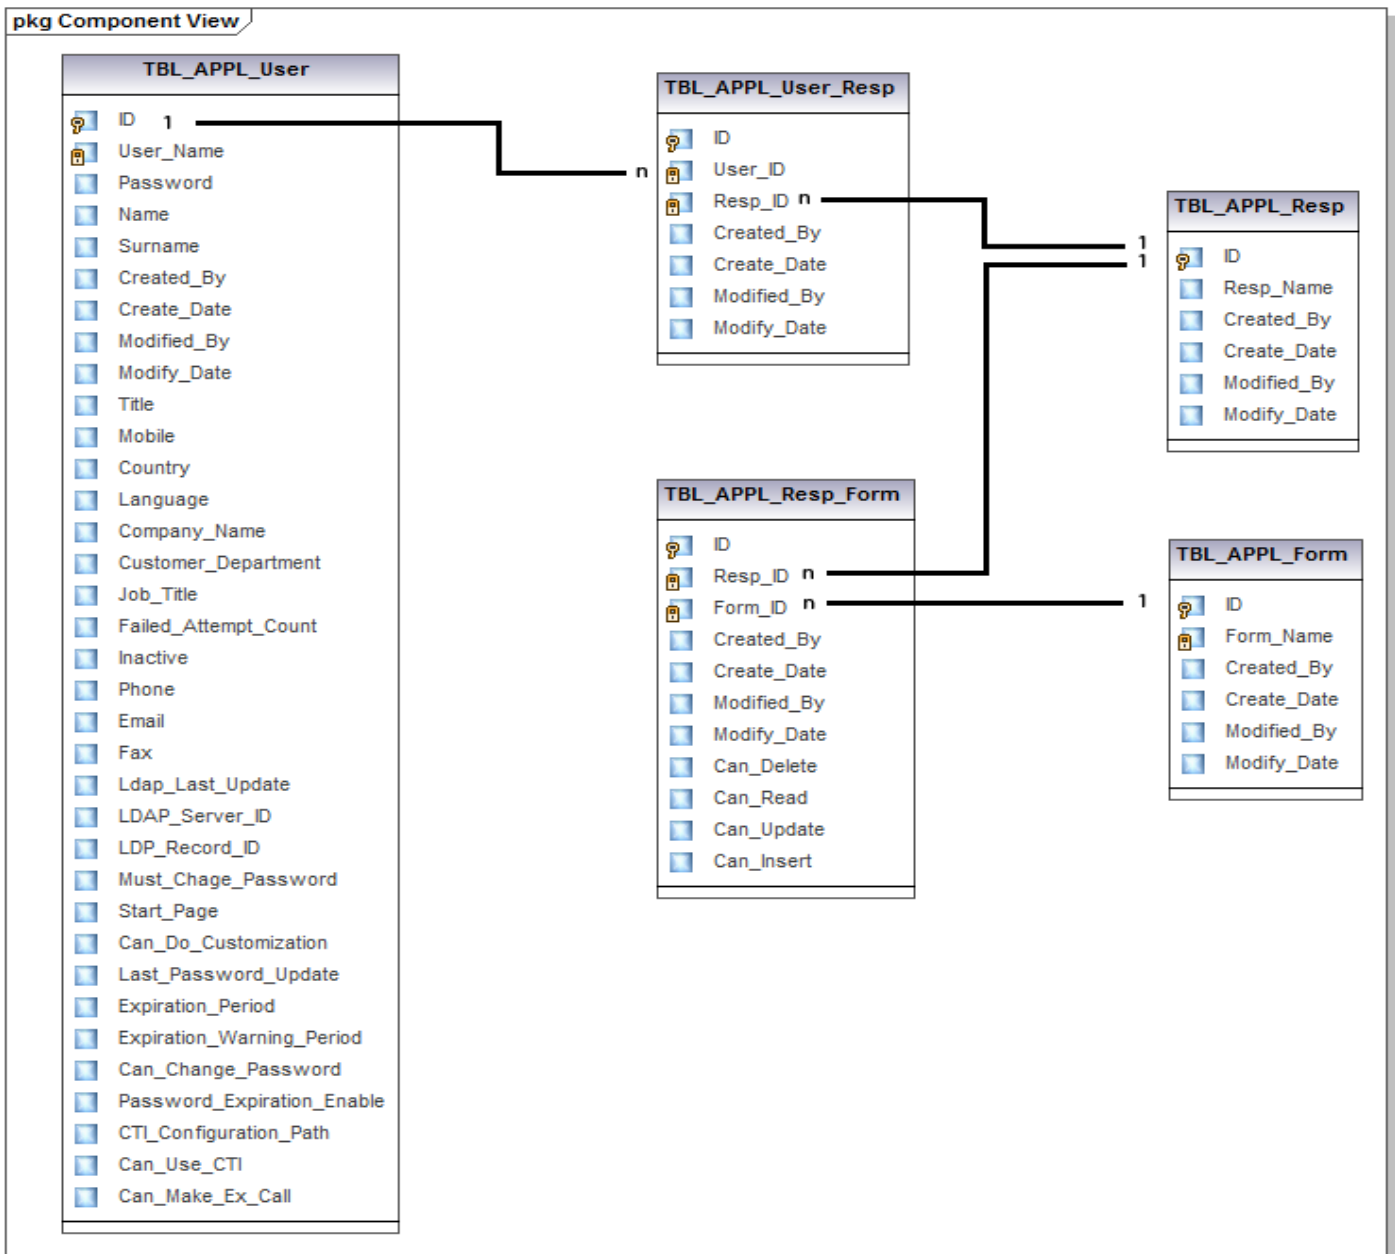 pkg Component View
TBL_APPL_User
ID 1
User_Name
Password
Name
Surname
Created_By
Create_Date
Modified_By
Modify_Date
Title
Mobile
Country
Language
Company_Name
Customer_Department
Job_Title
Failed_Attempt_Count
Inactive
Phone
Email
Fax
Ldap_Last_Update
LDAP_Server_ID
LDP_Record_ID
Must_Chage_Password
Start_Page
Can_Do_Customization
Last_Password_Update
Expiration_Period
Expiration_Warning_Period
Can_Change_Password
Password_Expiration_Enable
CTI_Configuration_Path
Can_Use_CTI
Can_Make_Ex_Call
TBL_APPL_User_Resp
ID
n User_ID
Resp_ID n
Created_By
Create_Date
Modified_By
Modify_Date
TBL_APPL_Resp_Form
ID
Resp_ID n
Form_ID n
Created_By
Create_Date
Modified_By
Modify_Date
Can_Delete
Can_Read
Can_Update
Can_Insert
TBL_APPL_Resp
1
1
ID
Resp_Name
Created_By
Create_Date
Modified_By
Modify_Date
TBL_APPL_Form
1 ID
Form_Name
Created_By
Create_Date
Modified_By
Modify_Date